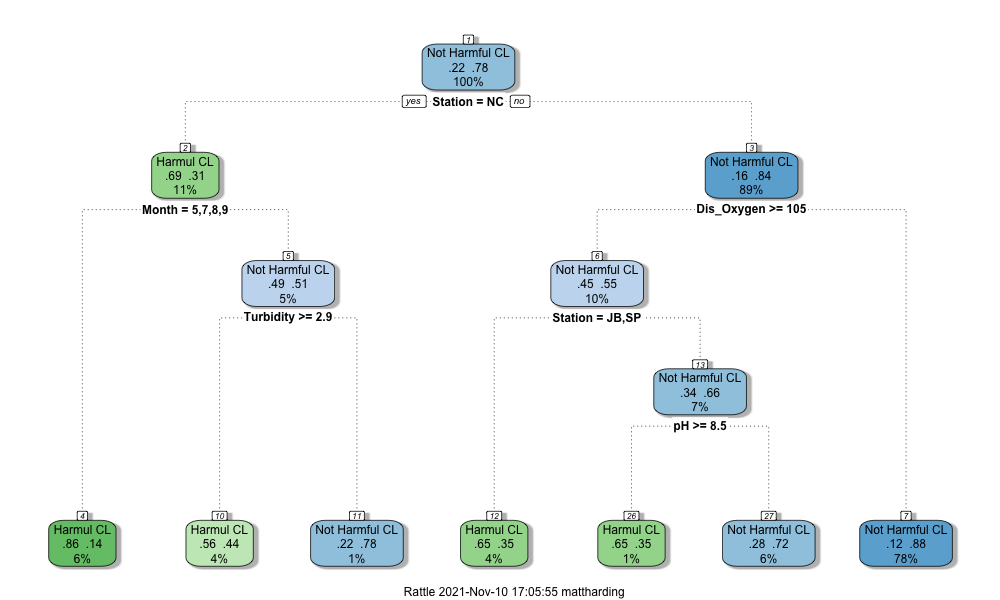 1
Not Harmful CL
.22 .78
100%
yes Station = NC no
2
Harmul CL
.69 .31
11%
Month = 5,7,8,9
3
Not Harmful CL
.16 .84
89%
Dis_Oxygen >= 105
5
Not Harmful CL
.49 .51
5%
Turbidity >= 2.9
6
Not Harmful CL
.45 .55
10%
Station = JB,SP
13
Not Harmful CL
.34 .66
7%
pH >= 8.5
4
Harmul CL
.86 .14
6%
10
Harmul CL
.56 .44
4%
11
Not Harmful CL
.22 .78
1%
12
Harmul CL
.65 .35
4%
26
Harmul CL
.65 .35
1%
27
Not Harmful CL
.28 .72
6%
7
Not Harmful CL
.12 .88
78%
Rattle 2021-Nov-10 17:05:55 mattharding